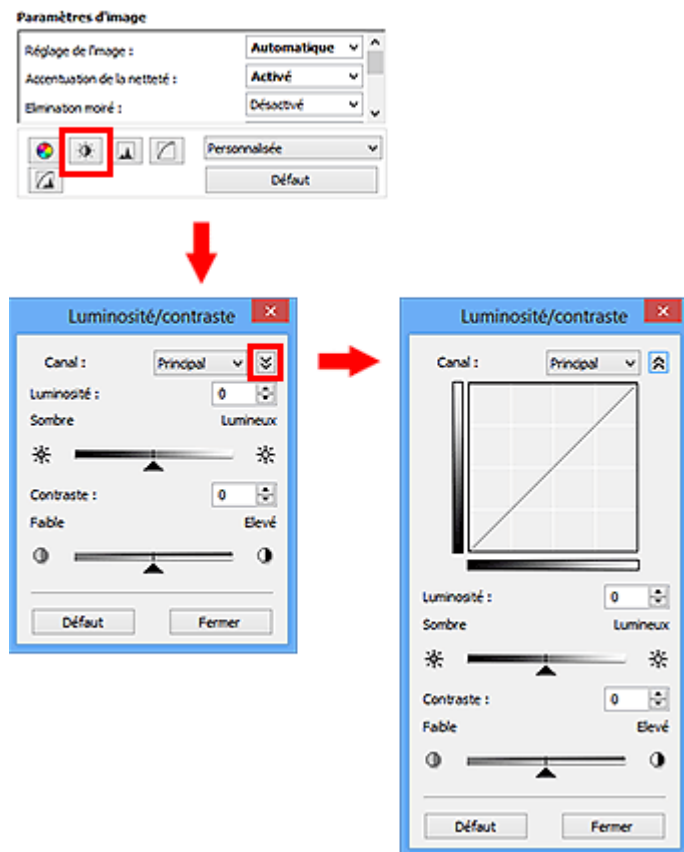 Paramètres d'image
Réglage de l'image : Automatique
Accentuation de la netteté : Activé
Elimination moiré : Désactivé
Personnalisée
Défaut
Luminosité/contraste
Canal : Principal
Luminosité : 0
Sombre Lumineux
Contraste : 0
Faible Elevé
Défaut Fermer
Luminosité/contraste
Canal : Principal
Luminosité : 0
Sombre Lumineux
Contraste : 0
Faible Elevé
Défaut Fermer